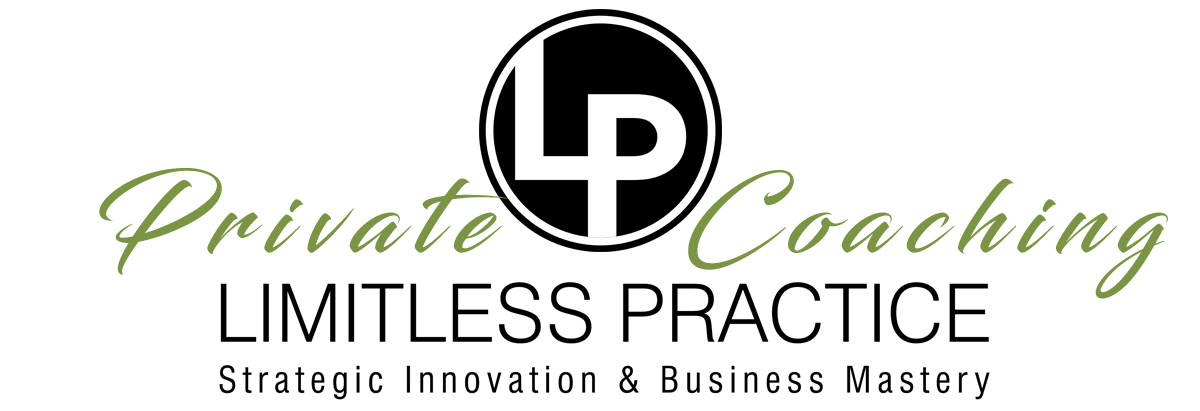 LP
Private Coaching
LIMITLESS PRACTICE
Strategic Innovation & Business Mastery